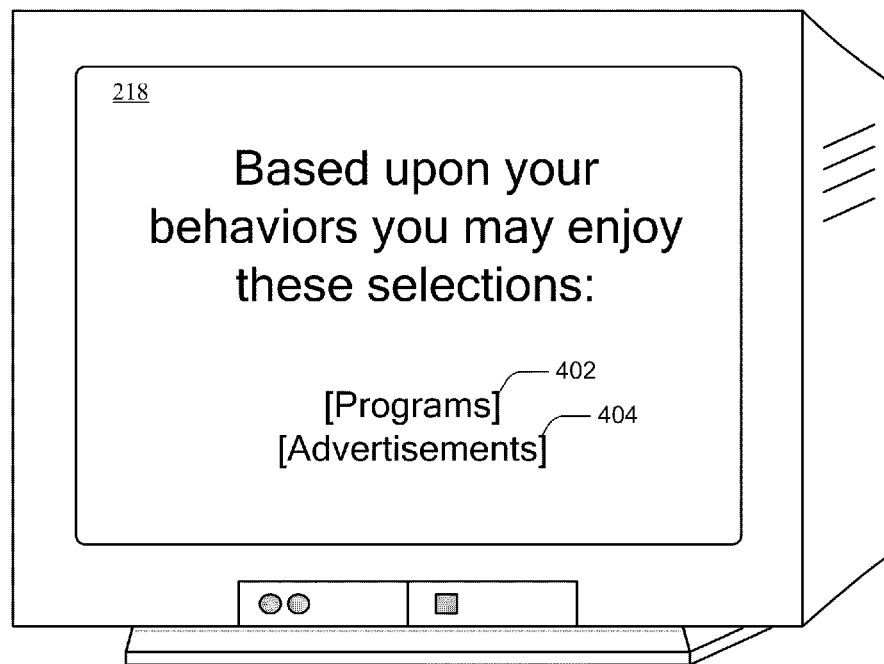 218
Based upon your
behaviors you may enjoy
these selections:
[Programs] 402
[Advertisements] 404